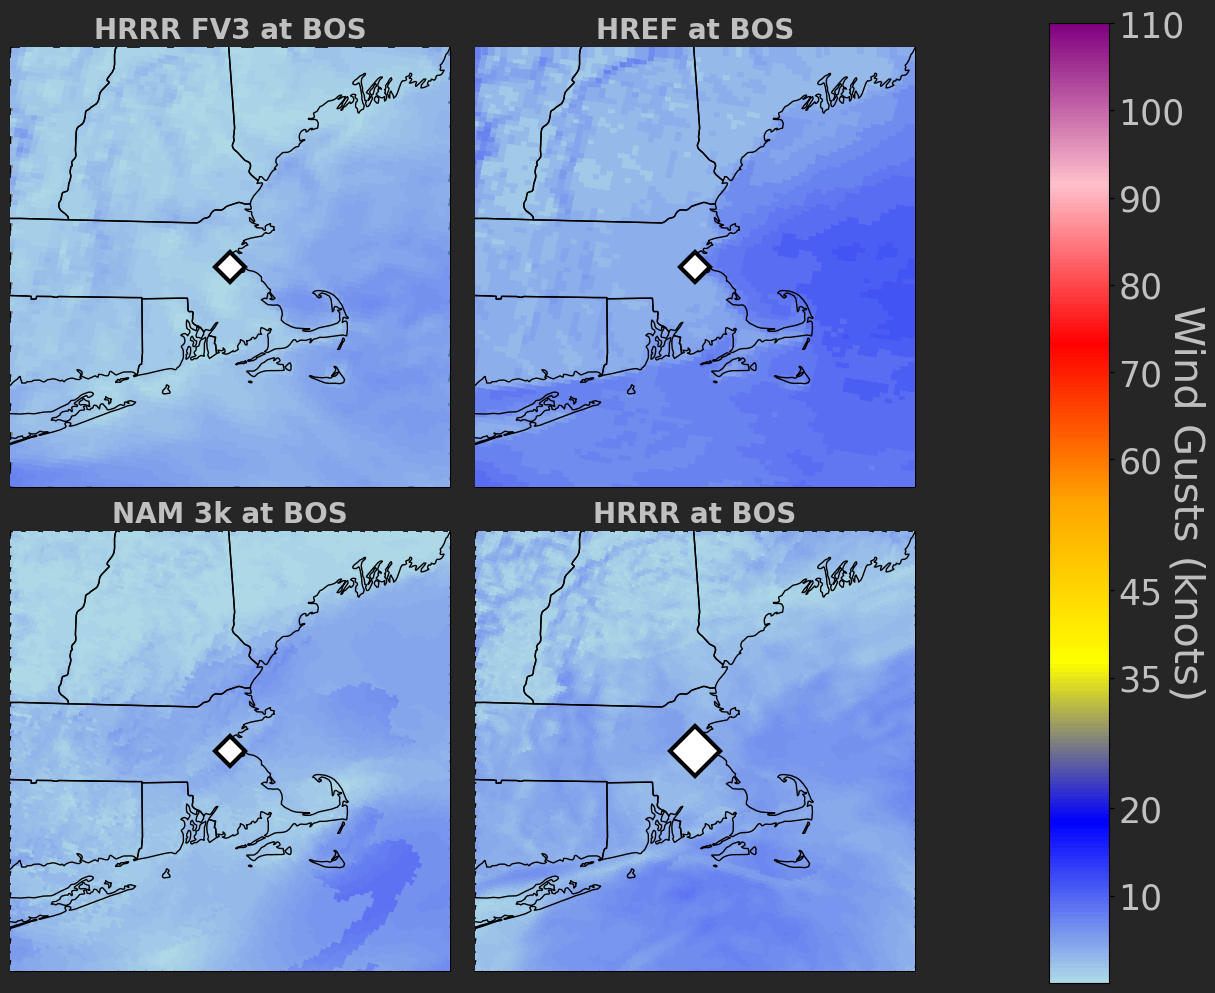 HRRR FV3 at BOS
HREF at BOS
NAM 3k at BOS
HRRR at BOS
110
100
90
80
70
60
45
35
20
10
Wind Gusts (knots)